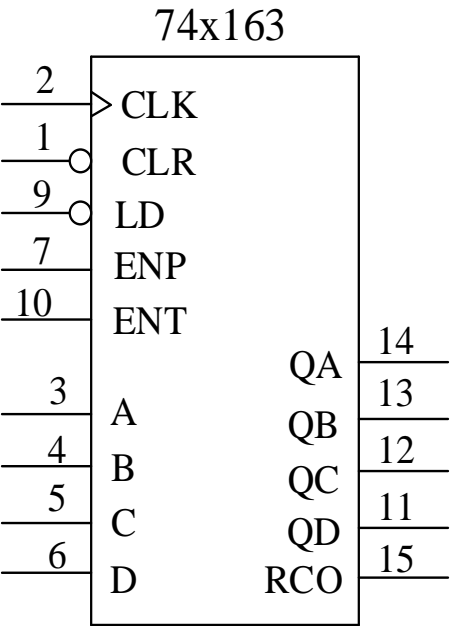 74x163
2 CLK
1 CLR
9 LD
7 ENP
10 ENT
QA 14
3 A
QB 13
4 B
QC 12
5 C
QD 11
6 D
RCO 15